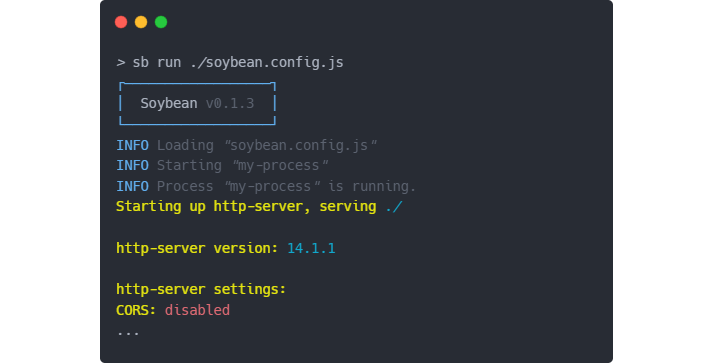 > sb run ./soybean.config.js
Soybean v0.1.3
INFO Loading "soybean.config.js"
INFO Starting "my-process"
INFO Process "my-process" is running.
Starting up http-server, serving ./
http-server version: 14.1.1
http-server settings:
CORS: disabled
...